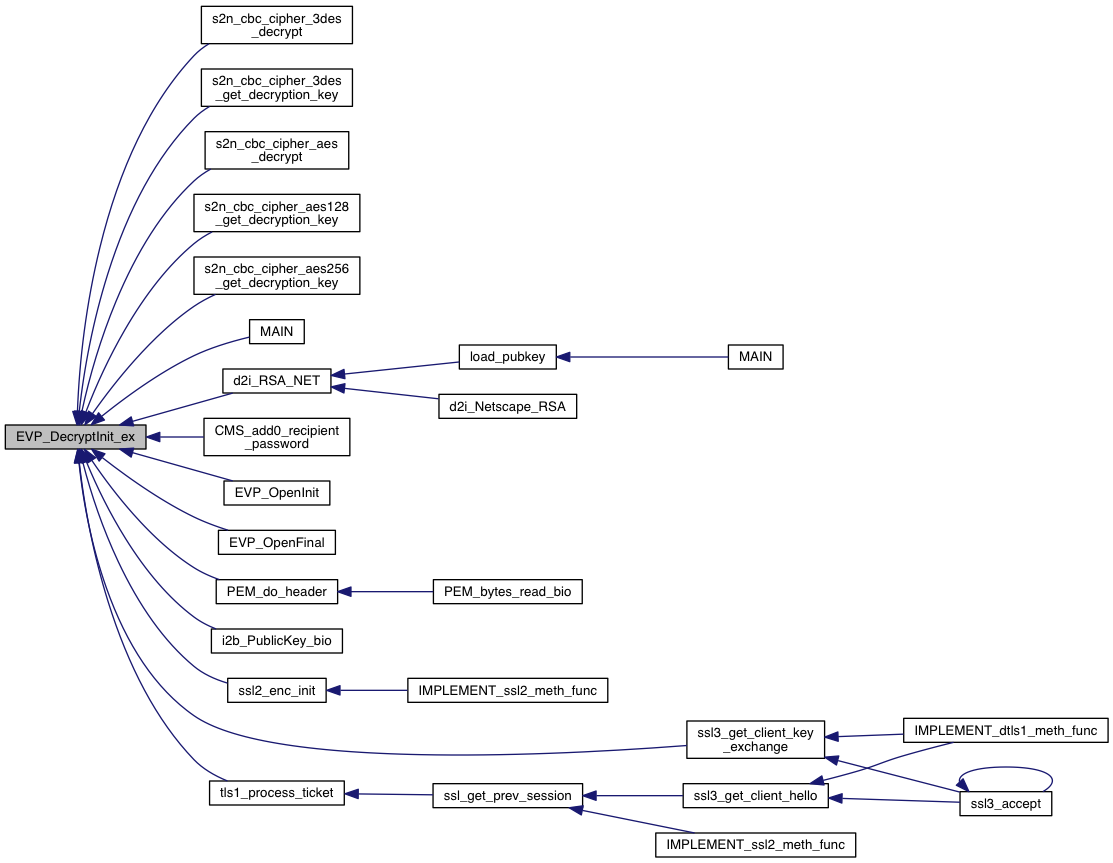 s2n_cbc_cipher_3des
_decrypt
s2n_cbc_cipher_3des
_get_decryption_key
s2n_cbc_cipher_aes
_decrypt
s2n_cbc_cipher_aes128
_get_decryption_key
s2n_cbc_cipher_aes256
_get_decryption_key
MAIN
load_pubkey
MAIN
d2i_RSA_NET
d2i_Netscape_RSA
EVP_DecryptInit_ex
CMS_add0_recipient
_password
EVP_OpenInit
EVP_OpenFinal
PEM_do_header
PEM_bytes_read_bio
i2b_PublicKey_bio
ssl2_enc_init
IMPLEMENT_ssl2_meth_func
ssl3_get_client_key
_exchange
IMPLEMENT_dtls1_meth_func
tls1_process_ticket
ssl_get_prev_session
ssl3_get_client_hello
ssl3_accept
IMPLEMENT_ssl2_meth_func